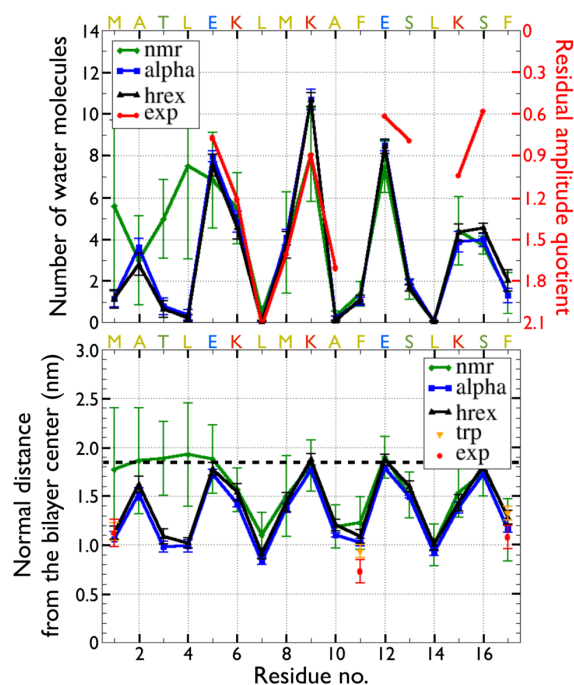 M A T L E K L M K A F E S L K S F
14
12
10
8
6
4
2
0
Number of water molecules
nmr
alpha
hrex
exp
0
0.3
0.6
0.9
1.2
1.5
1.8
2.1
Residual amplitude quotient
M A T L E K L M K A F E S L K S F
3.0
2.5
2.0
1.5
1.0
0.5
0
Normal distance
from the bilayer center (nm)
nmr
alpha
hrex
trp
exp
2 4 6 8 10 12 14 16
Residue no.